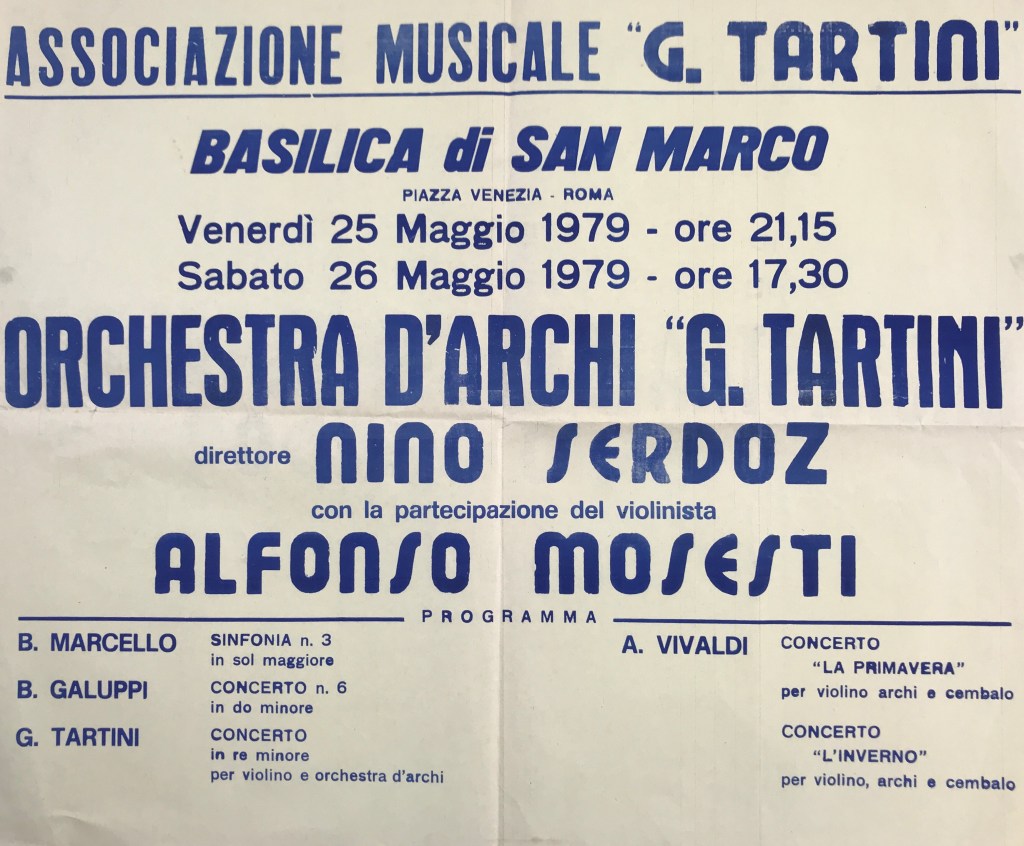 ASSOCIAZIONE MUSICALE "G. TARTINI"
BASILICA di SAN MARCO
PIAZZA VENEZIA - ROMA
Venerdì 25 Maggio 1979 - ore 21,15
Sabato 26 Maggio 1979 - ore 17,30
ORCHESTRA D'ARCHI "G. TARTINI"
direttore NINO SERDOZ
con la partecipazione del violinista
ALFONSO MOSESTI
PROGRAMMA
B. MARCELLO SINFONIA n. 3
in sol maggiore
B. GALUPPI CONCERTO n. 6
in do minore
G. TARTINI CONCERTO
in re minore
per violino e orchestra d'archi
A. VIVALDI CONCERTO
"LA PRIMAVERA"
per violino archi e cembalo
CONCERTO
"L'INVERNO"
per violino, archi e cembalo